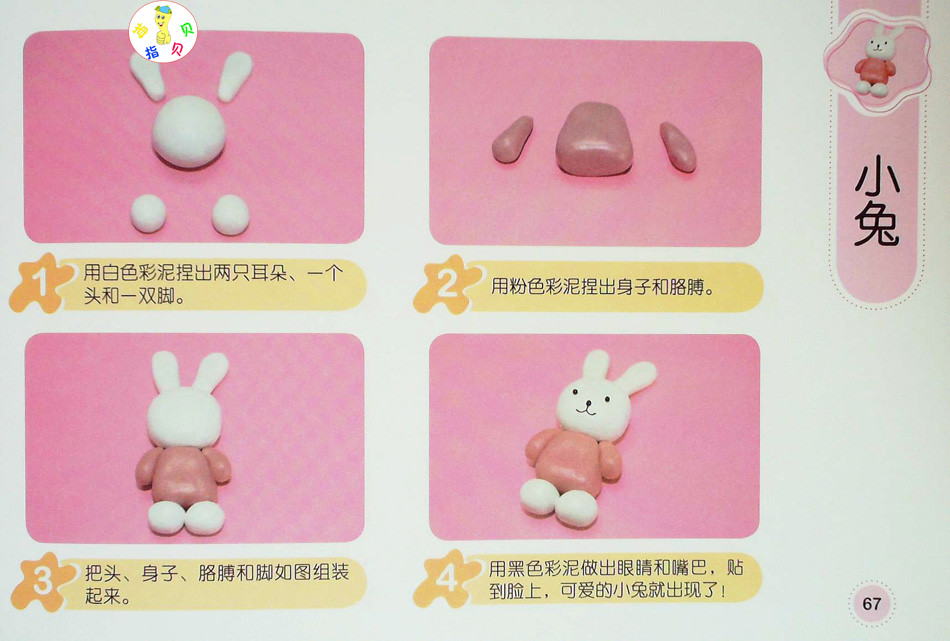 拇
指
贝
贝
小兔
1
用白色彩泥捏出两只耳朵、一个
头和一双脚。
2
用粉色彩泥捏出身子和胳膊。
3
把头、身子、胳膊和脚如图组装
起来。
4
用黑色彩泥做出眼睛和嘴巴，贴
到脸上，可爱的小兔就出现了！
67